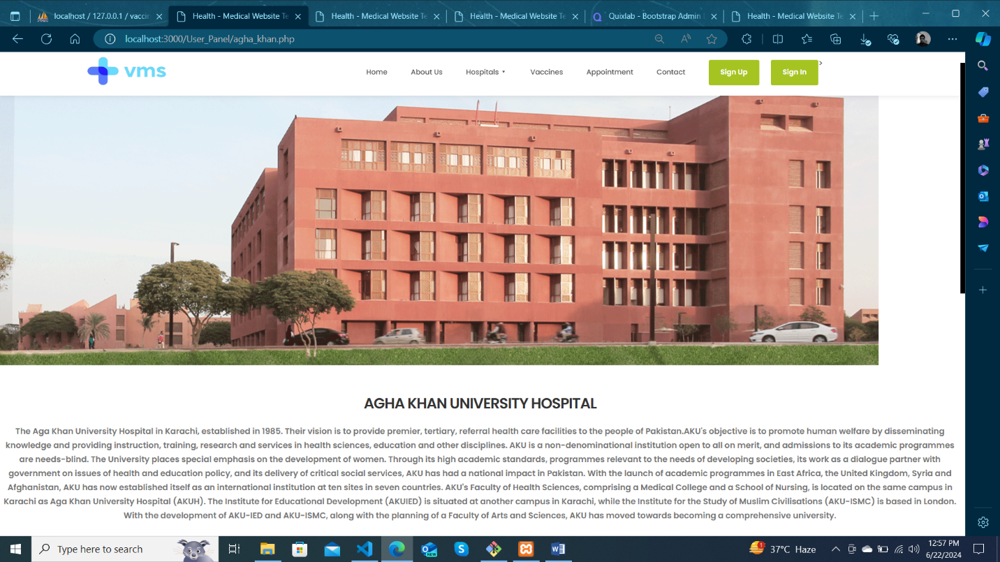 localhost / 127.0.0.1 / vaccin
Health - Medical Website Te
Health - Medical Website Te
Health - Medical Website Te
Quixlab - Bootstrap Admin
Health - Medical Website Te
localhost:3000/User_Panel/agha_khan.php
vms
Home
About Us
Hospitals
Vaccines
Appointment
Contact
Sign Up
Sign In
>
AGHA KHAN UNIVERSITY HOSPITAL
The Aga Khan University Hospital in Karachi, established in 1985. Their vision is to provide premier, tertiary, referral health care facilities to the people of Pakistan.AKU's objective is to promote human welfare by disseminating
knowledge and providing instruction, training, research and services in health sciences, education and other disciplines. AKU is a non-denominational institution open to all on merit, and admissions to its academic programmes
are needs-blind. The University places special emphasis on the development of women. Through its high academic standards, programmes relevant to the needs of developing societies, its work as a dialogue partner with
government on issues of health and education policy, and its delivery of critical social services, AKU has had a national impact in Pakistan. With the launch of academic programmes in East Africa, the United Kingdom, Syria and
Afghanistan, AKU has now established itself as an international institution at ten sites in seven countries. AKU's Faculty of Health Sciences, comprising a Medical College and a School of Nursing, is located on the same campus in
Karachi as Aga Khan University Hospital (AKUH). The Institute for Educational Development (AKUIED) is situated at another campus in Karachi, while the Institute for the Study of Muslim Civilisations (AKU-ISMC) is based in London.
With the development of AKU-IED and AKU-ISMC, along with the planning of a Faculty of Arts and Sciences, AKU has moved towards becoming a comprehensive university.
Type here to search
NEW
1
37°C Haze
12:57 PM
6/22/2024